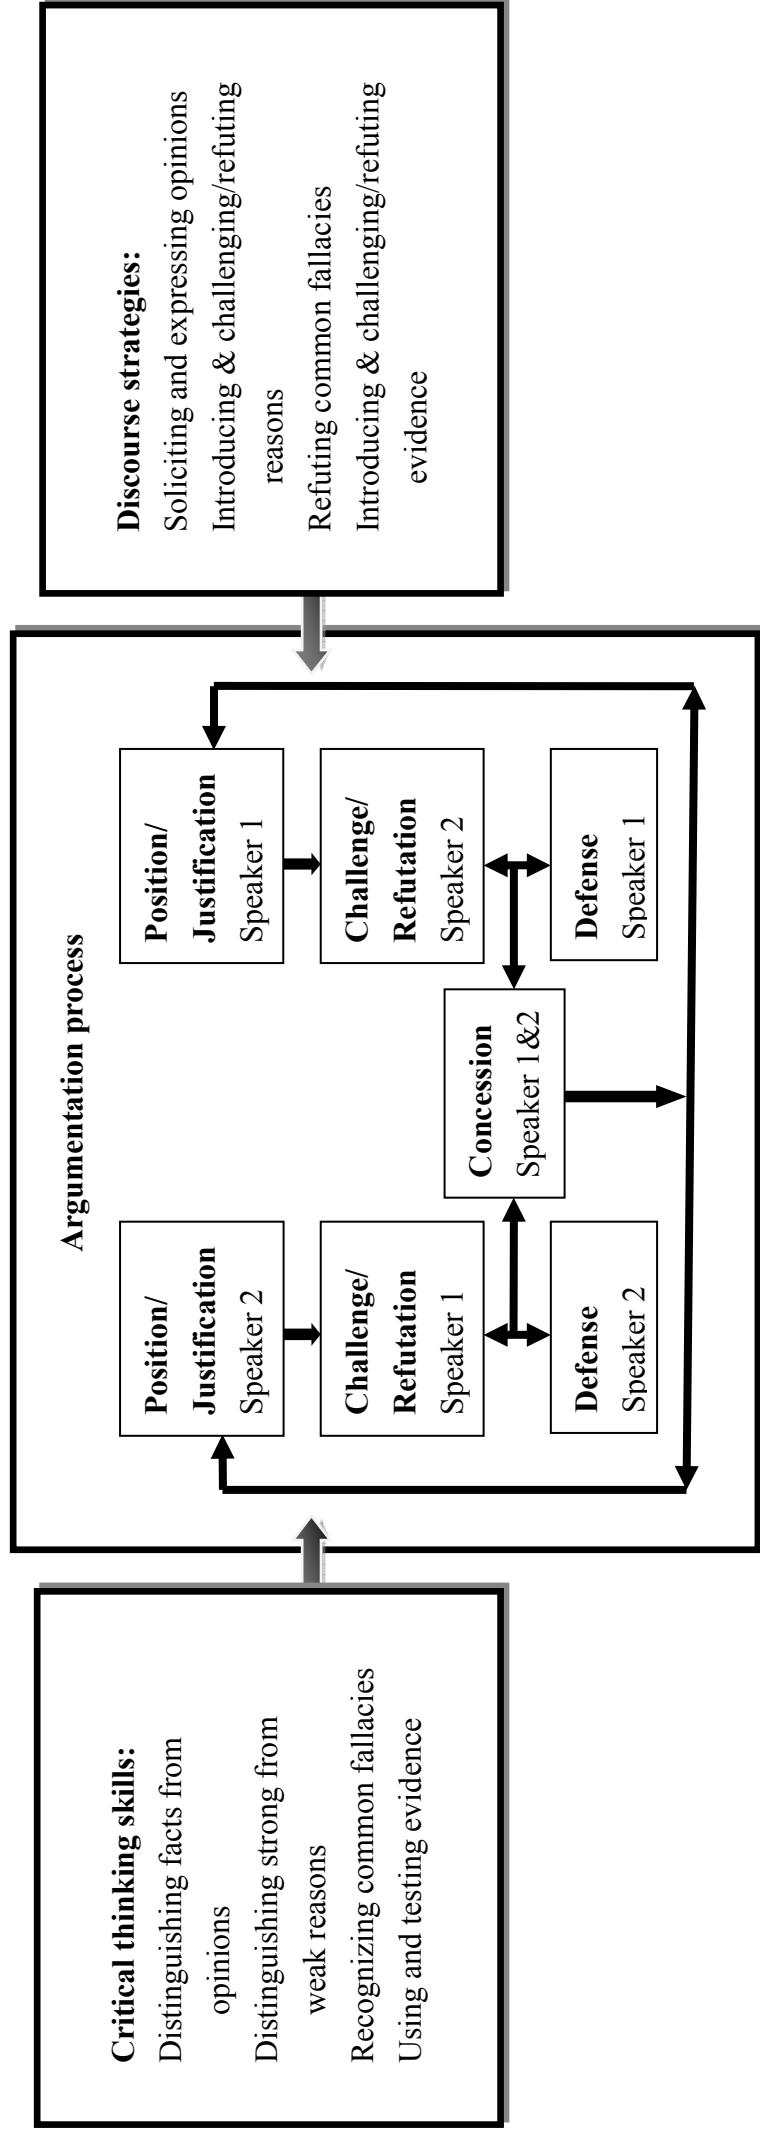 Critical thinking skills:
Distinguishing facts from
opinions
Distinguishing strong from
weak reasons
Recognizing common fallacies
Using and testing evidence
Argumentation process
Position/
Justification
Speaker 2
Challenge/
Refutation
Speaker 1
Defense
Speaker 2
Concession
Speaker 1&2
Position/
Justification
Speaker 1
Challenge/
Refutation
Speaker 2
Defense
Speaker 1
Discourse strategies:
Soliciting and expressing opinions
Introducing & challenging/refuting
reasons
Refuting common fallacies
Introducing & challenging/refuting
evidence